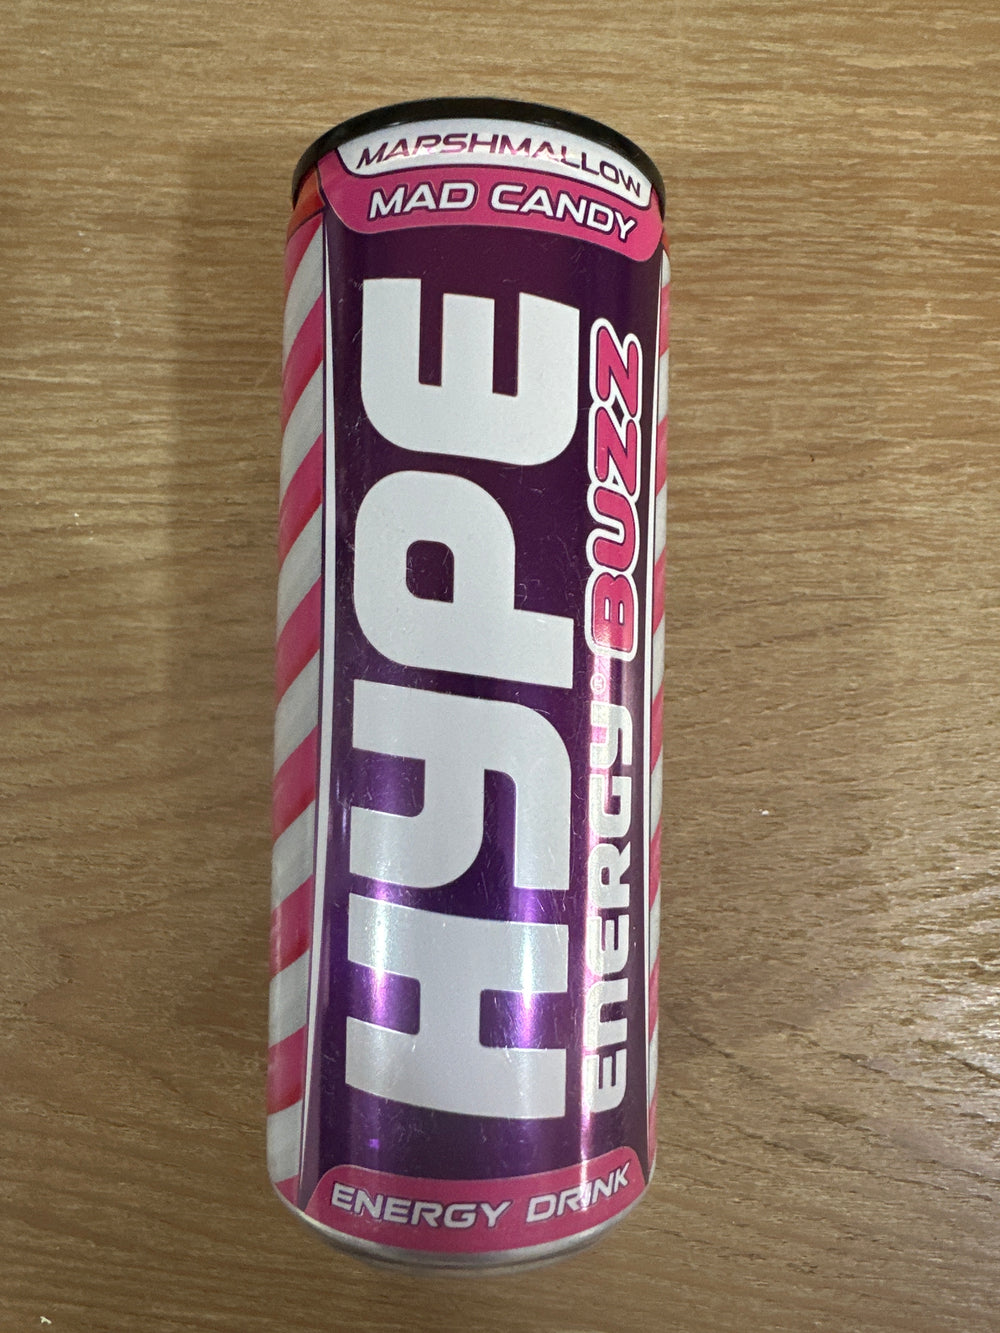 MARSHMALLOW
MAD CANDY
HYPE
ENERGY® BUZZ
ENERGY DRINK